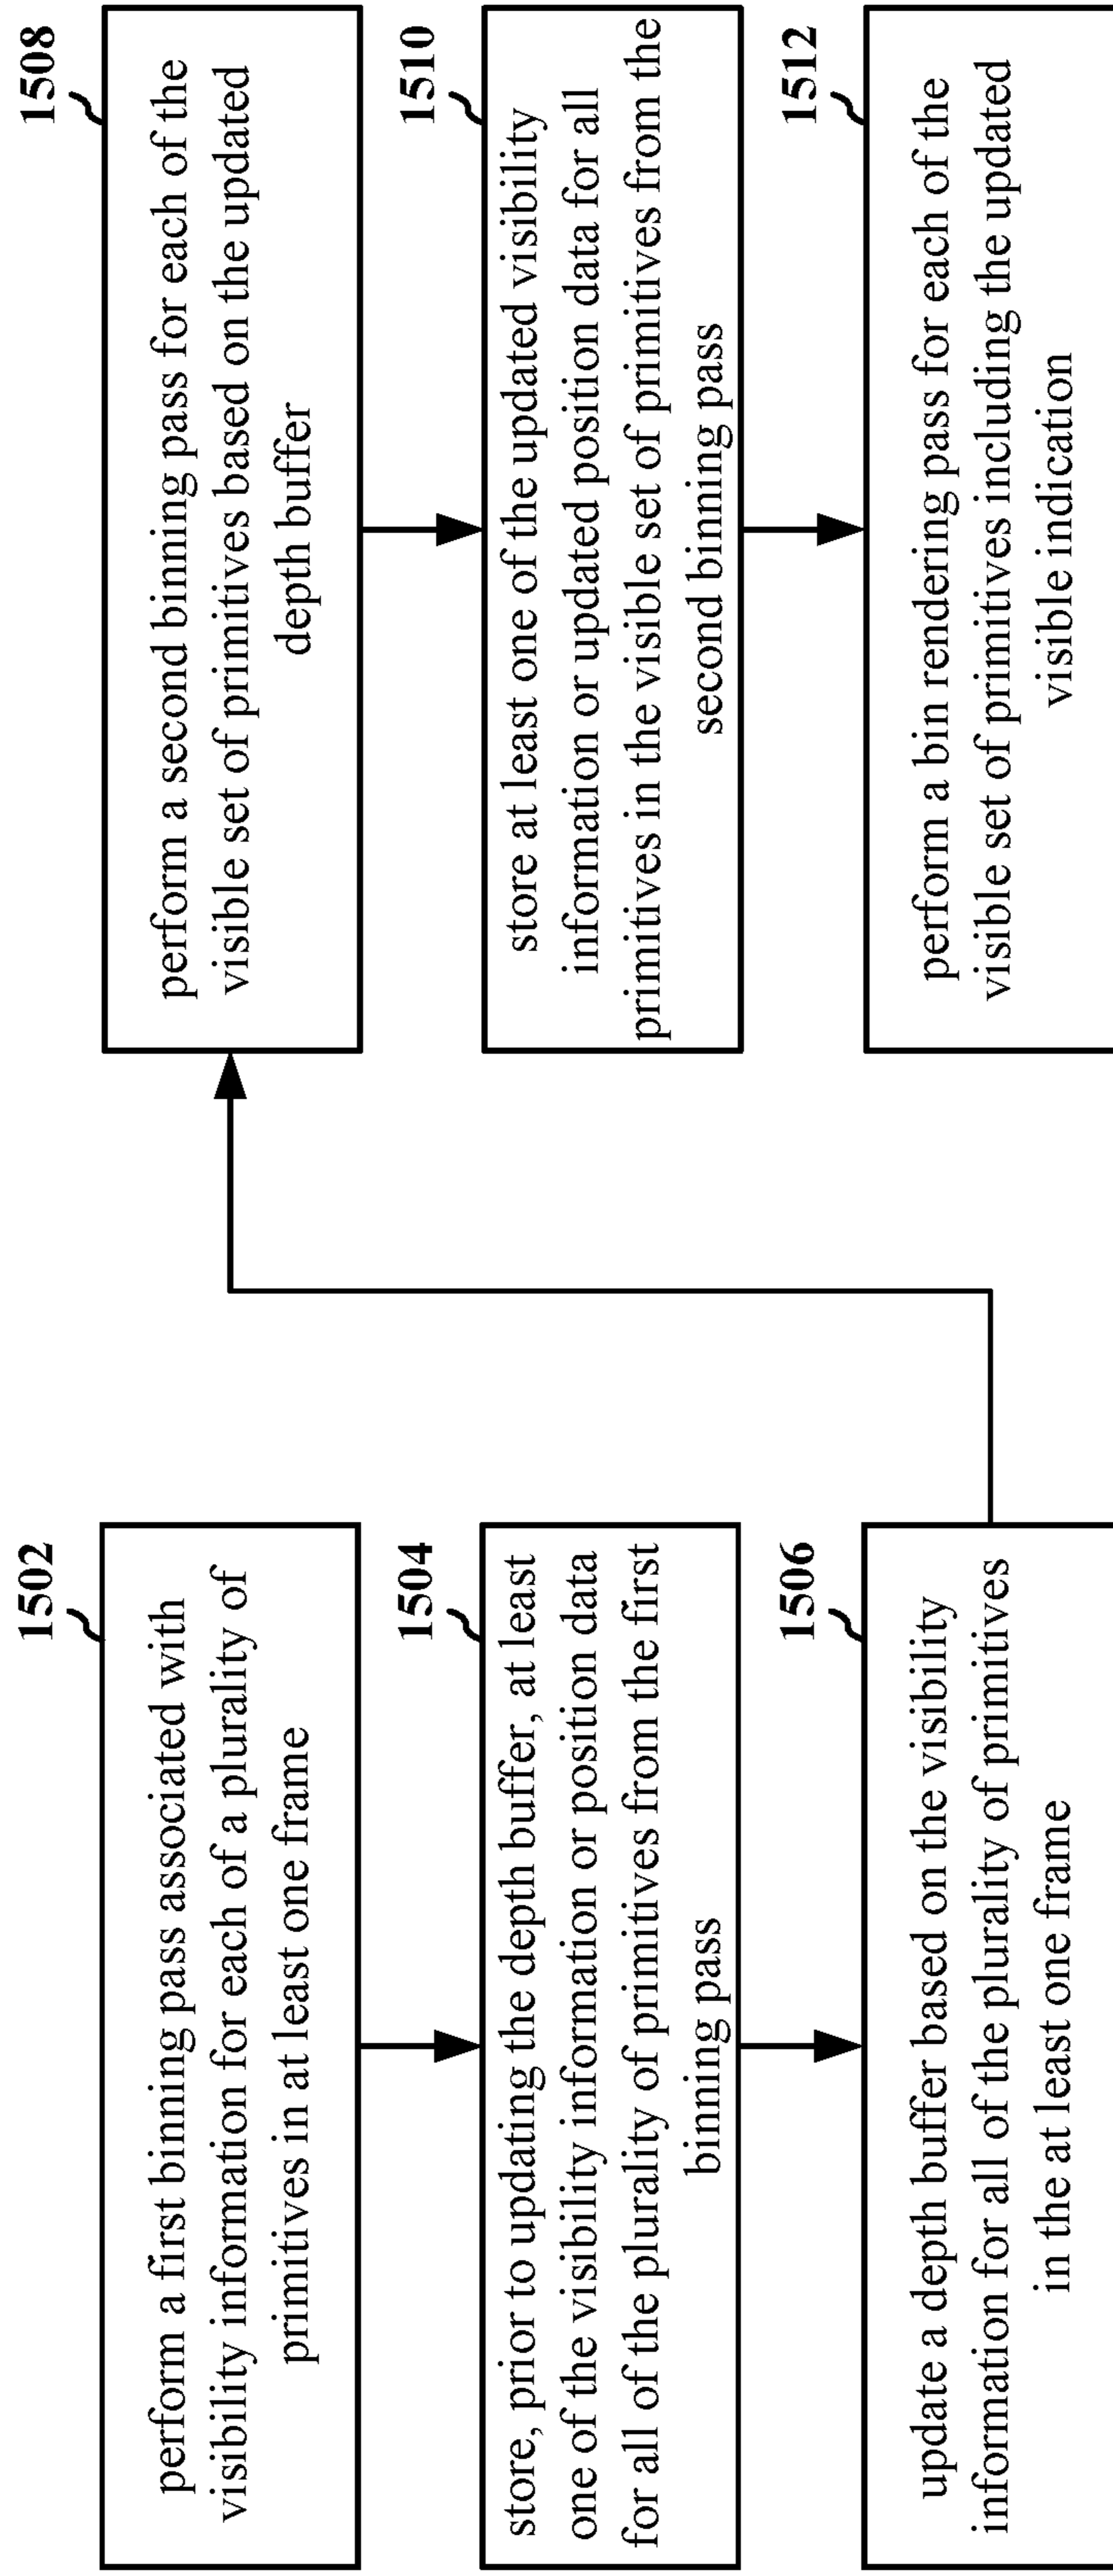 1502
perform a first binning pass associated with
visibility information for each of a plurality of
primitives in at least one frame
1504
store, prior to updating the depth buffer, at least
one of the visibility information or position data
for all of the plurality of primitives from the first
binning pass
1506
update a depth buffer based on the visibility
information for all of the plurality of primitives
in the at least one frame
1508
perform a second binning pass for each of the
visible set of primitives based on the updated
depth buffer
1510
store at least one of the updated visibility
information or updated position data for all
primitives in the visible set of primitives from the
second binning pass
1512
perform a bin rendering pass for each of the
visible set of primitives including the updated
visible indication